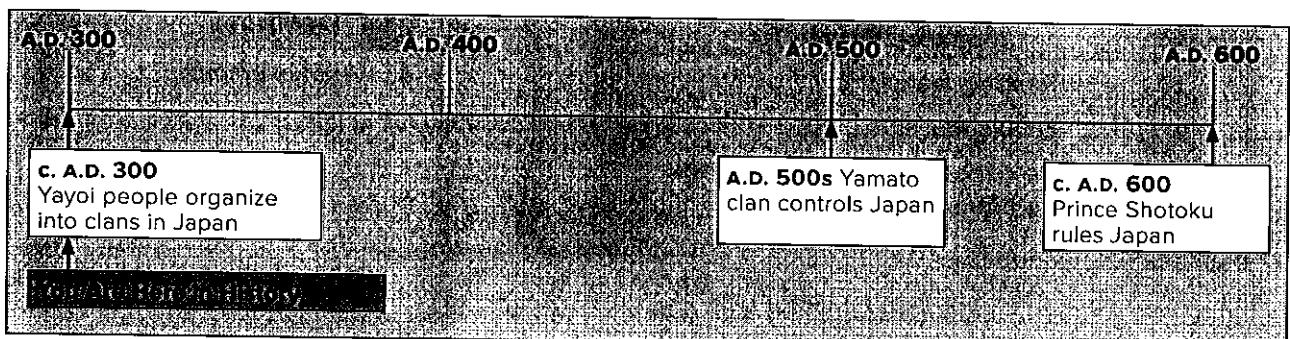 A.D. 300 A.D. 400 A.D. 500 A.D. 600
c. A.D. 300
Yayoi people organize
into clans in Japan
A.D. 500s Yamato
clan controls Japan
c. A.D. 600
Prince Shotoku
rules Japan